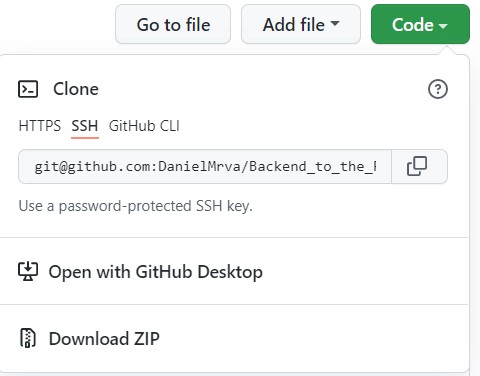 Go to file Add file Code
Clone
HTTPS SSH GitHub CLI
git@github.com:DanielMrva/Backend_to_the_
Use a password-protected SSH key.
Open with GitHub Desktop
Download ZIP